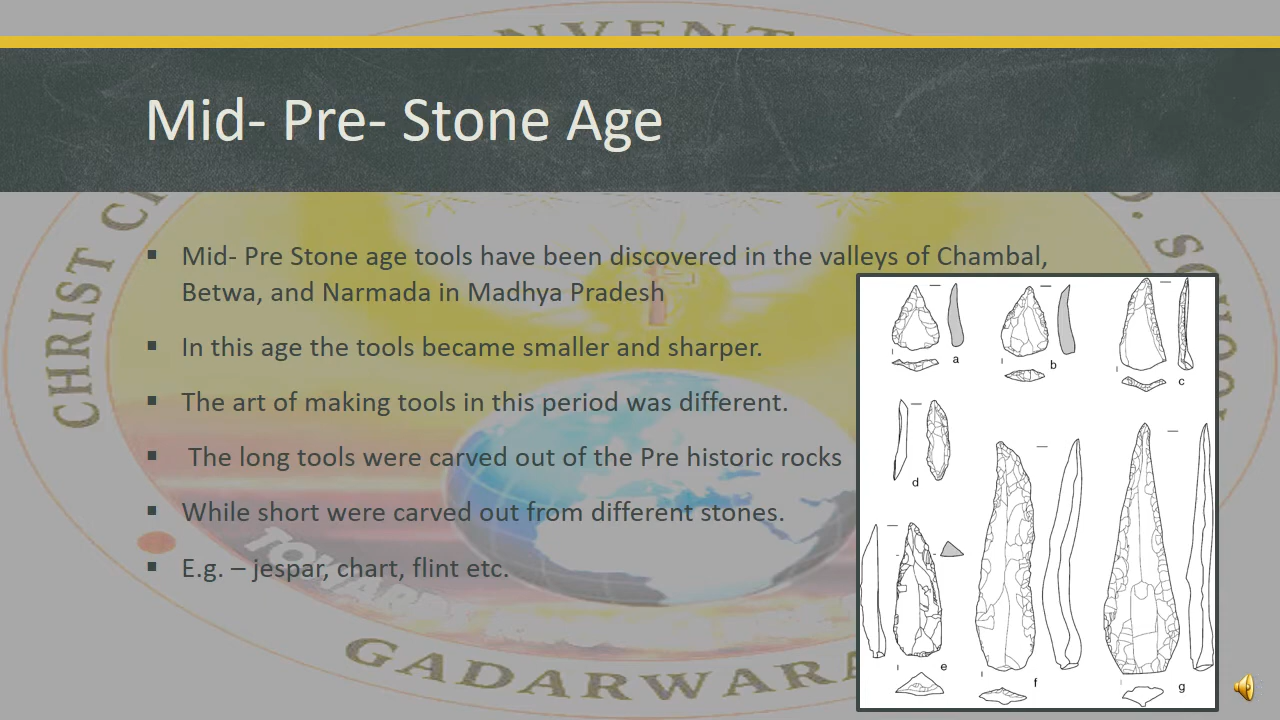 NVENT
Mid- Pre- Stone Age
CHRIST
Mid- Pre Stone age tools have been discovered in the valleys of Chambal,
Betwa, and Narmada in Madhya Pradesh
In this age the tools became smaller and sharper.
The art of making tools in this period was different.
The long tools were carved out of the Pre historic rocks
While short were carved out from different stones.
E.g. – jespar, chart, flint etc.
a
b
c
d
e
f
g
GADARWARA